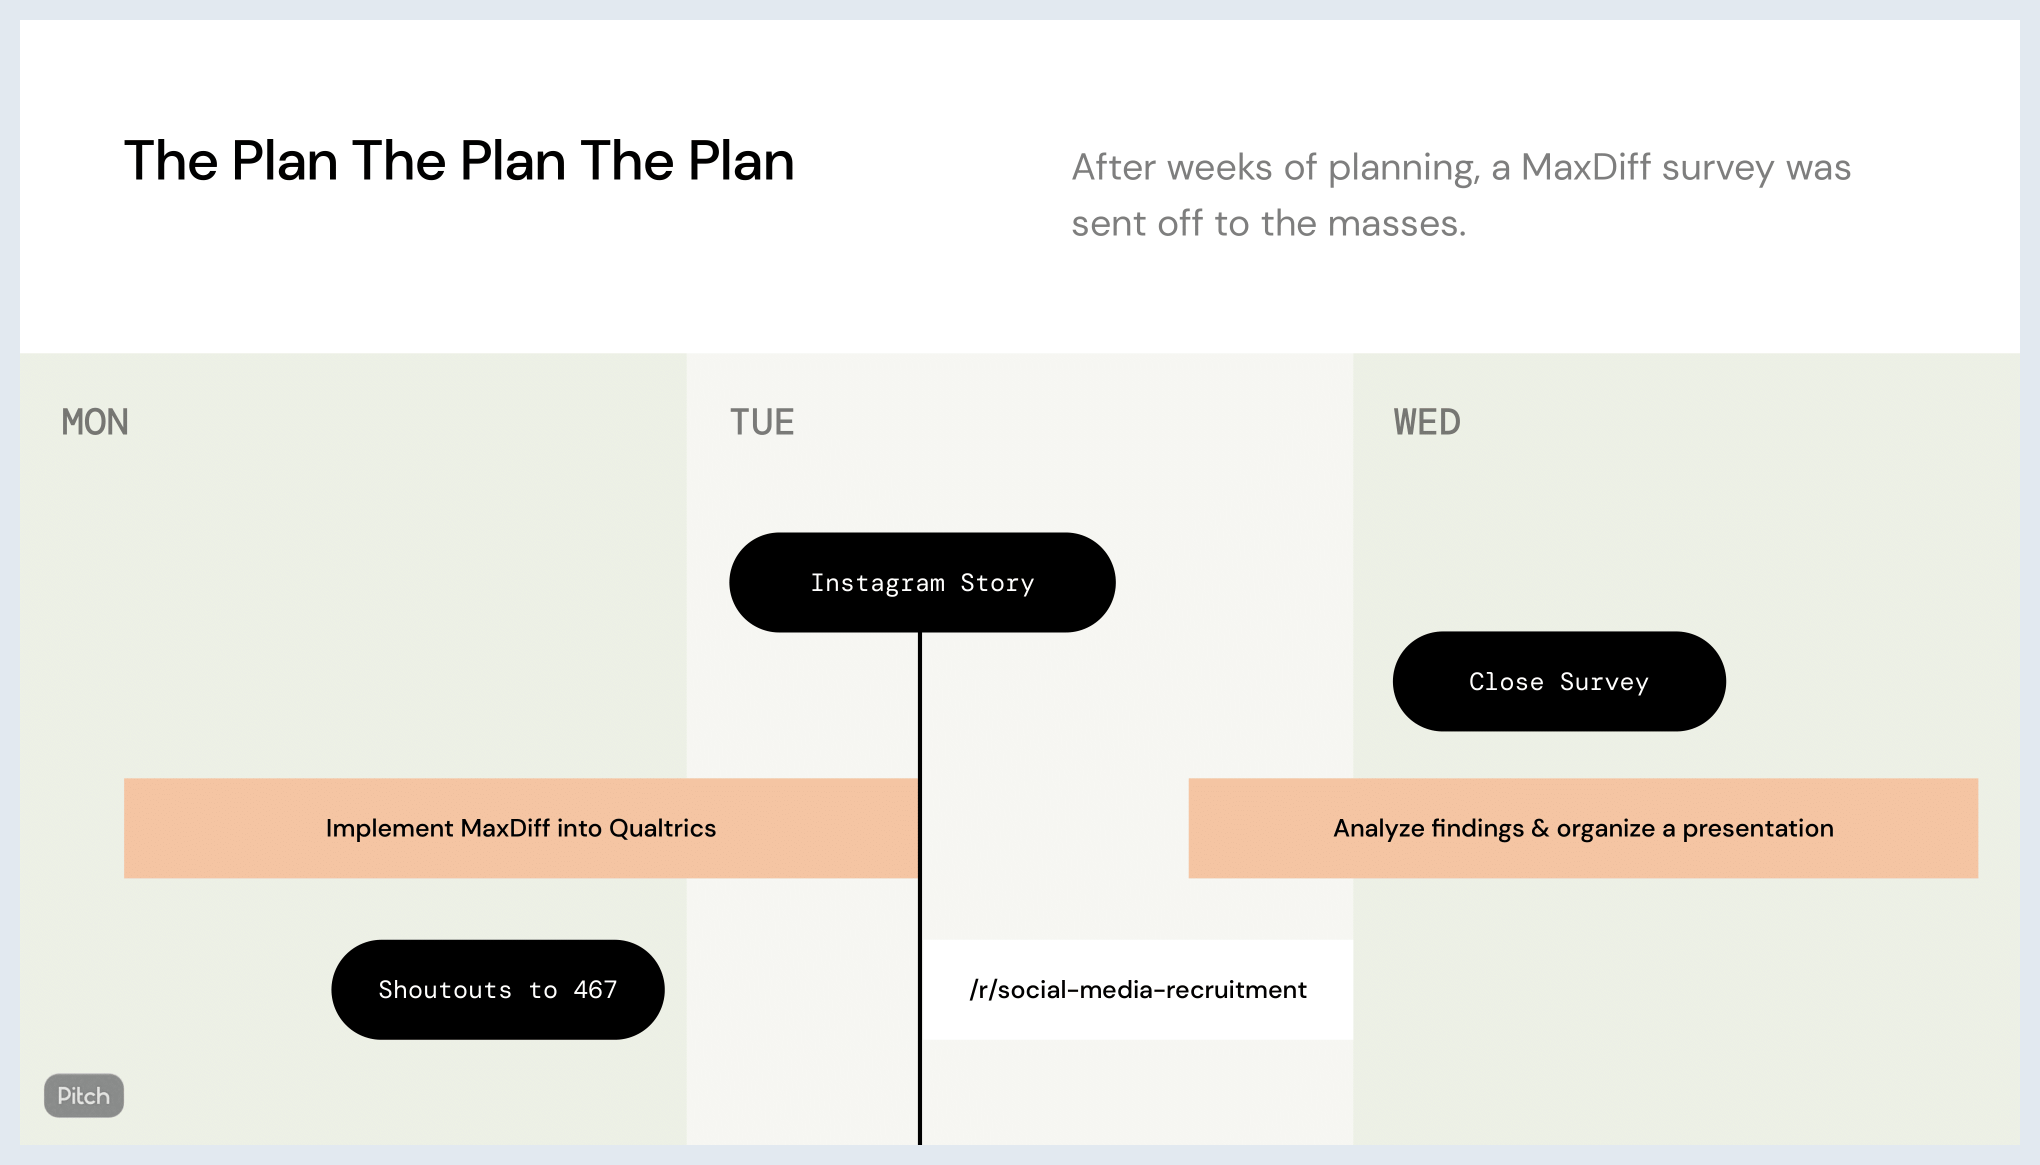 The Plan The Plan The Plan
After weeks of planning, a MaxDiff survey was
sent off to the masses.
MON
TUE
WED
Instagram Story
Close Survey
Implement MaxDiff into Qualtrics
Analyze findings & organize a presentation
Shoutouts to 467
/r/social-media-recruitment
Pitch